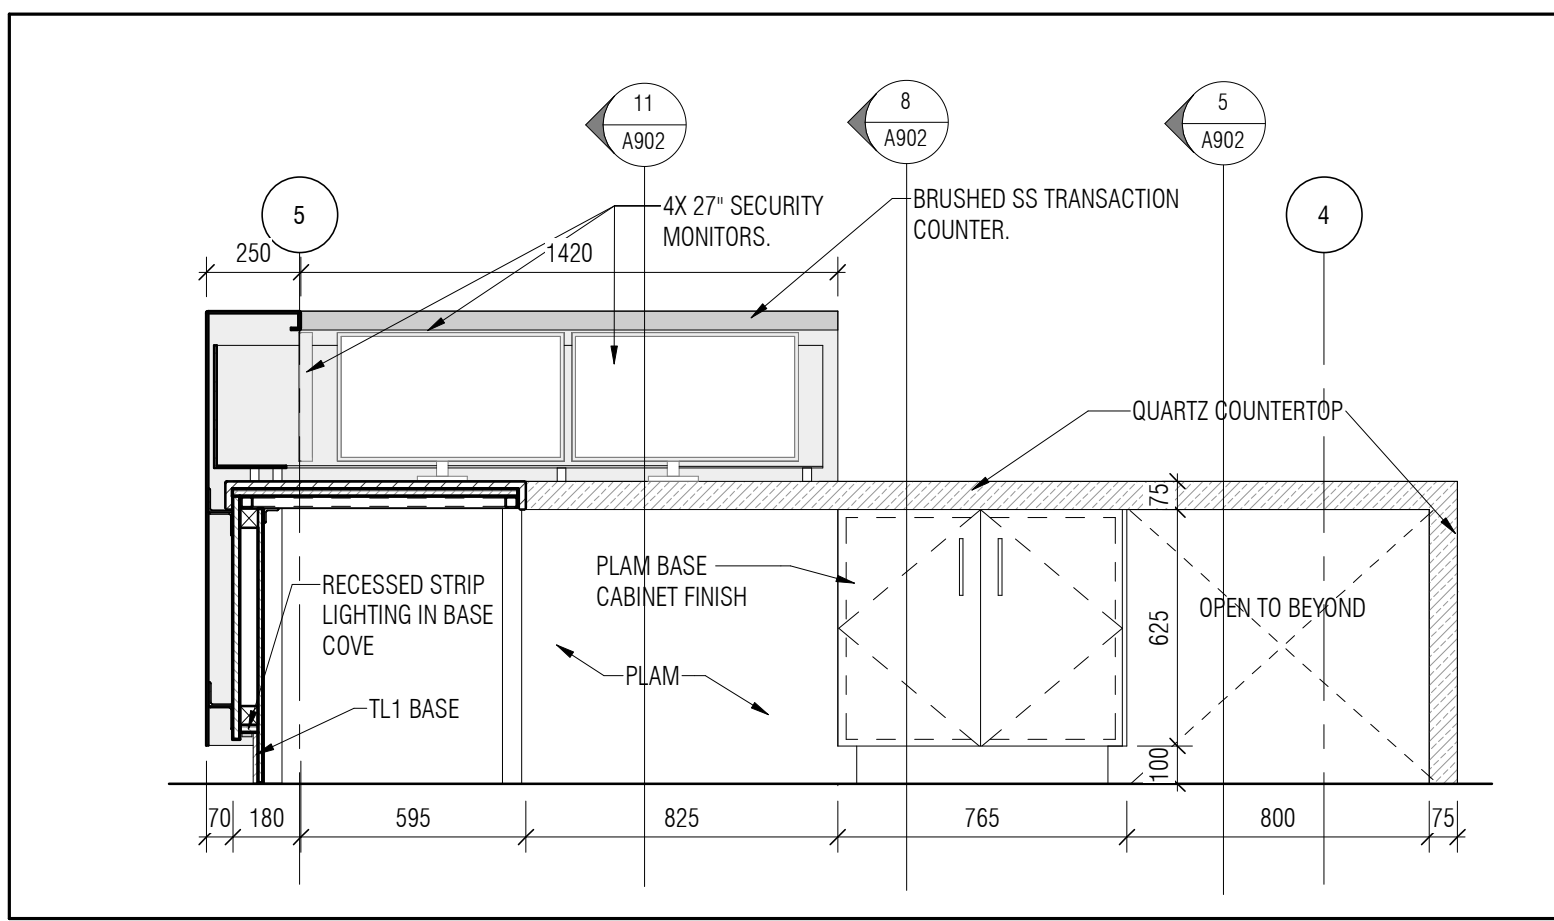 11
A902
8
A902
5
A902
5
4
4X 27" SECURITY
MONITORS.
BRUSHED SS TRANSACTION
COUNTER.
250
1420
QUARTZ COUNTERTOP
75
PLAM BASE
CABINET FINISH
RECESSED STRIP
LIGHTING IN BASE
COVE
625
OPEN TO BEYOND
PLAM
TL1 BASE
100
70
180
595
825
765
800
75